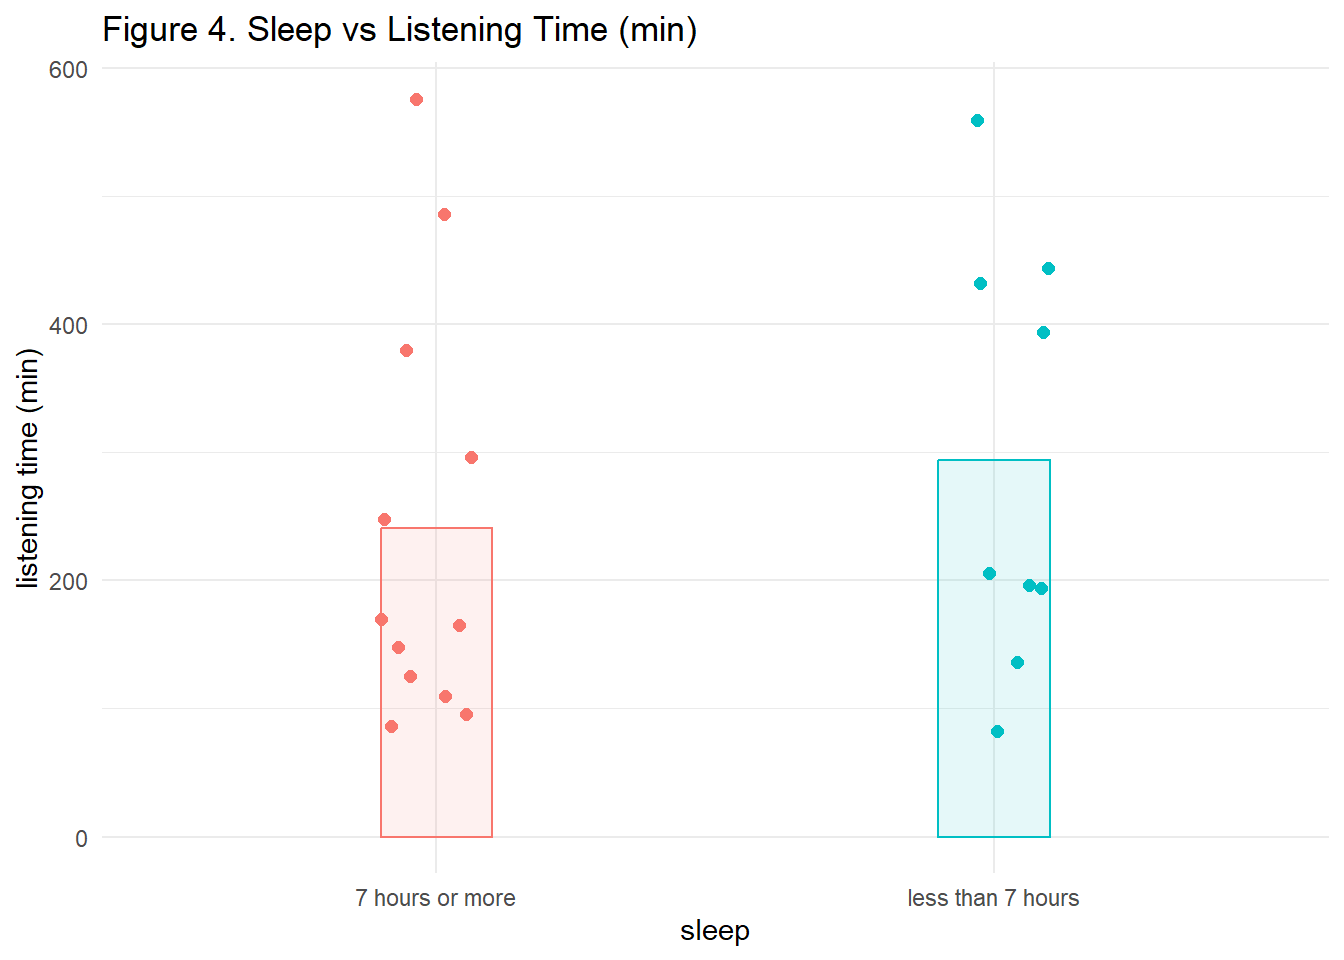 Figure 4. Sleep vs Listening Time (min)
600
400
200
0
listening time (min)
7 hours or more
less than 7 hours
sleep